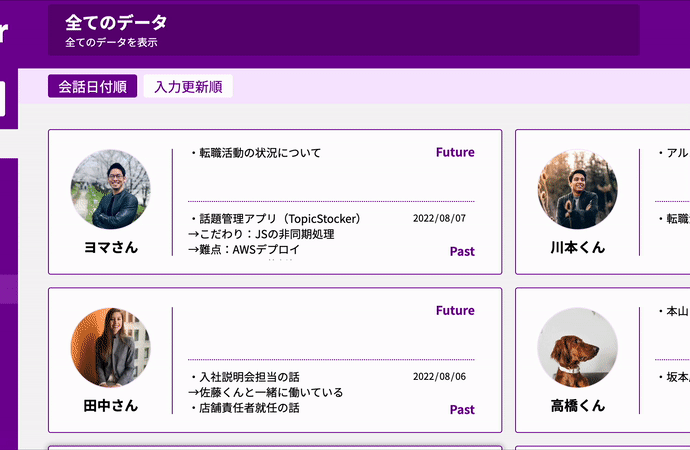 r
全てのデータ
全てのデータを表示
会話日付順
入力更新順
・転職活動の状況について
Future
・話題管理アプリ（TopicStocker）
2022/08/07
→こだわり：JSの非同期処理
→難点：AWSデプロイ
Past
ヨマさん
・アル
・転職
川本くん
Future
・入社説明会担当の話
2022/08/06
→佐藤くんと一緒に働いている
・店舗責任者就任の話
Past
田中さん
・本山
・坂本
高橋くん